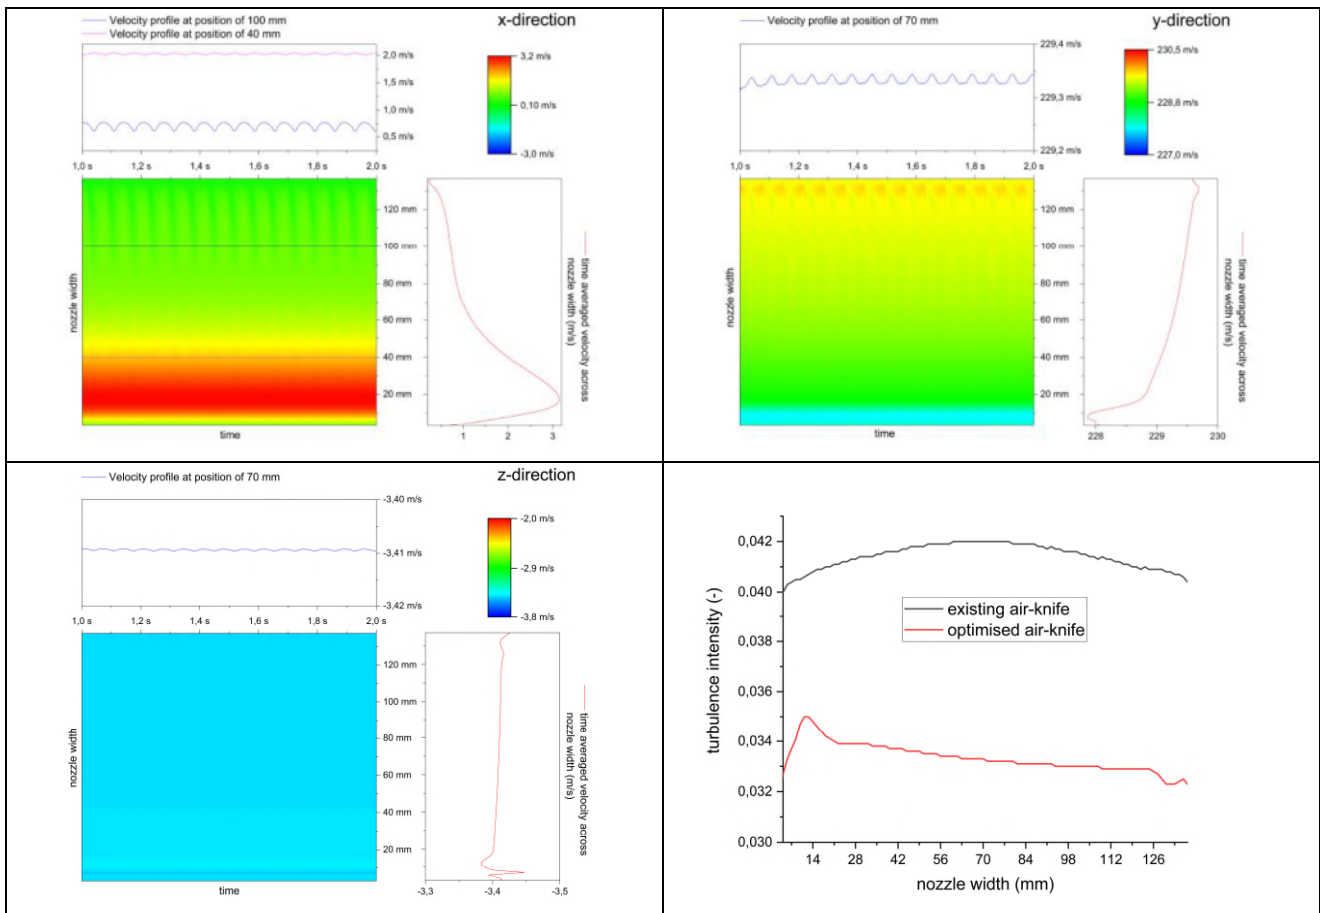 Velocity profile at position of 100 mm
Velocity profile at position of 40 mm
x-direction
2,0 m/s
1,5 m/s
1,0 m/s
0,5 m/s
3,2 m/s
0,10 m/s
-3,0 m/s
1,0 s
1,2 s
1,4 s
1,6 s
1,8 s
2,0 s
nozzle width
120 mm
100 mm
80 mm
60 mm
40 mm
20 mm
time
1
2
3
time averaged velocity across
nozzle width (m/s)
Velocity profile at position of 70 mm
y-direction
229,4 m/s
229,3 m/s
229,2 m/s
230,5 m/s
228,8 m/s
227,0 m/s
1,0 s
1,2 s
1,4 s
1,6 s
1,8 s
2,0 s
nozzle width
120 mm
100 mm
80 mm
60 mm
40 mm
20 mm
time
228
229
230
time averaged velocity across
nozzle width (m/s)
Velocity profile at position of 70 mm
z-direction
-3,40 m/s
-3,41 m/s
-3,42 m/s
-2,0 m/s
-2,9 m/s
-3,8 m/s
1,0 s
1,2 s
1,4 s
1,6 s
1,8 s
2,0 s
nozzle width
120 mm
100 mm
80 mm
60 mm
40 mm
20 mm
time
-3,3
-3,4
-3,5
time averaged velocity across
nozzle width (m/s)
turbulence intensity (-)
0,042
0,040
0,038
0,036
0,034
0,032
0,030
existing air-knife
optimised air-knife
14
28
42
56
70
84
98
112
126
nozzle width (mm)